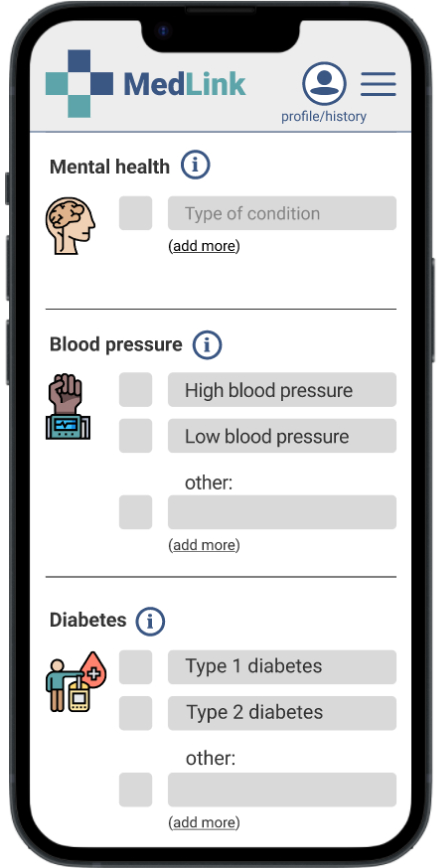 MedLink
profile/history
Mental health i
Type of condition
(add more)
Blood pressure i
High blood pressure
Low blood pressure
other:
(add more)
Diabetes i
Type 1 diabetes
Type 2 diabetes
other:
(add more)